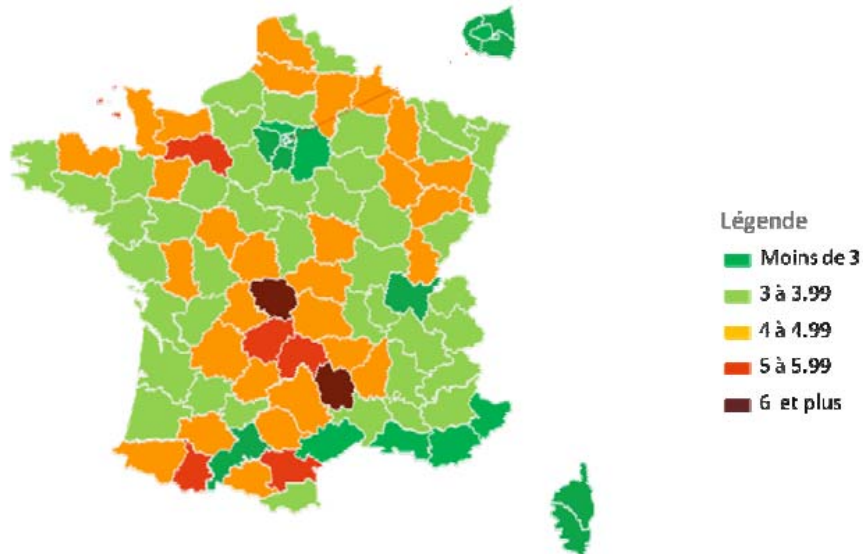 Légende
Moins de 3
3 à 3.99
4 à 4.99
5 à 5.99
6 et plus